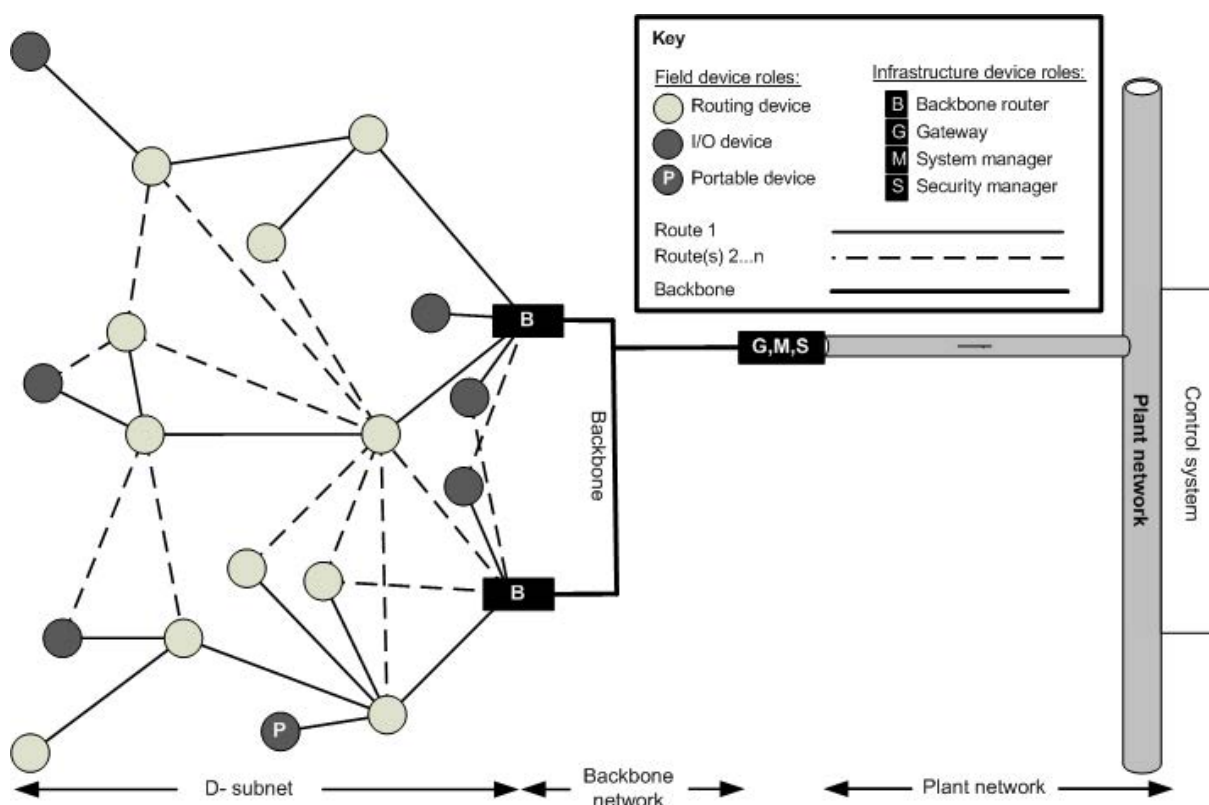 Key
Field device roles:
Routing device
I/O device
P Portable device
Infrastructure device roles:
B Backbone router
G Gateway
M System manager
S Security manager
Route 1
Route(s) 2...n
Backbone
B
G,M,S
Backbone
B
P
Plant network
Control system
D- subnet
Backbone
network
Plant network